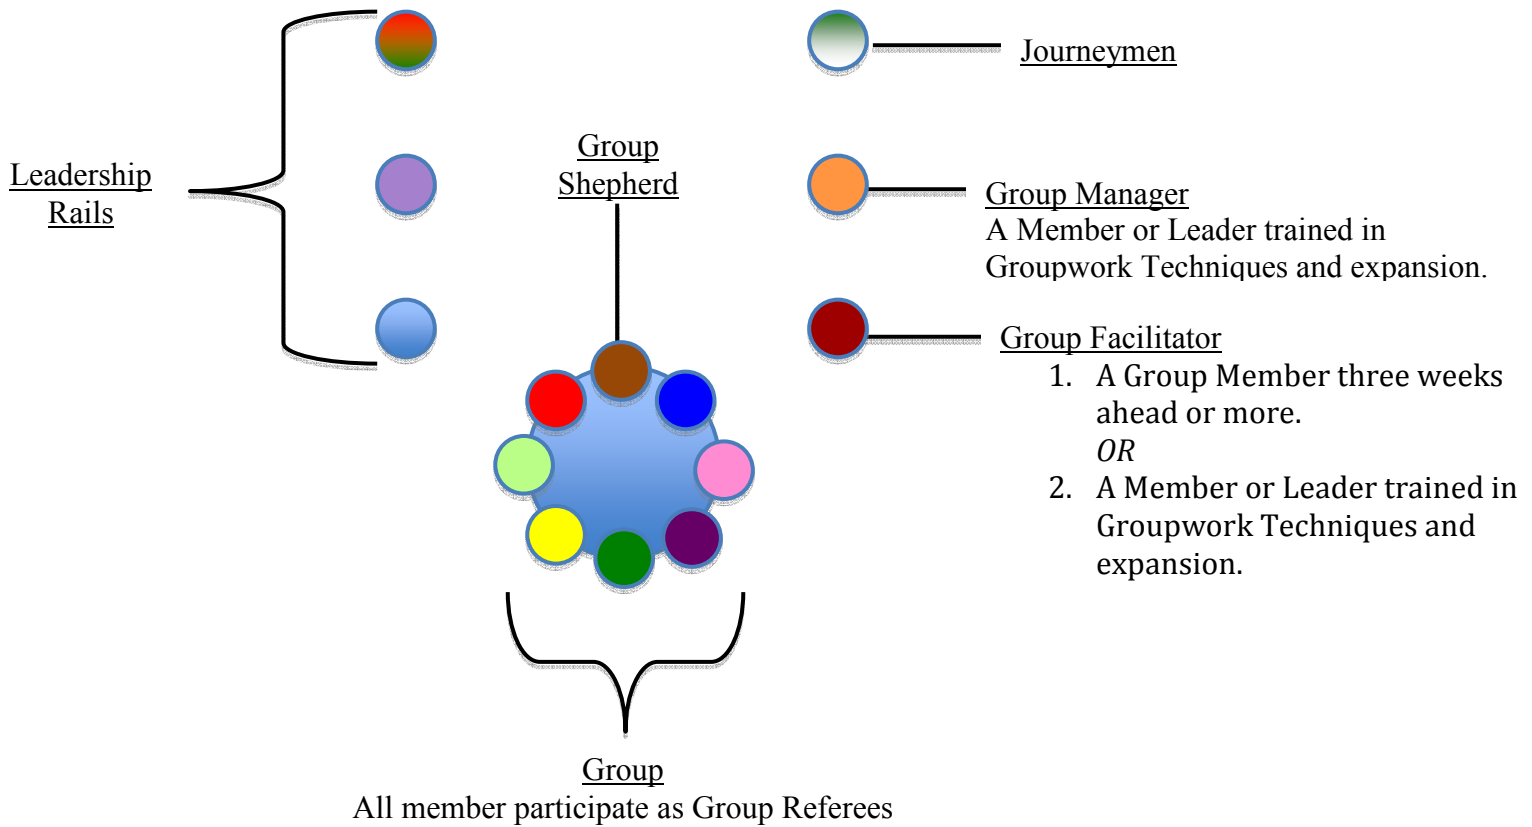 Journeymen
Group
Shepherd
Leadership
Rails
Group Manager
A Member or Leader trained in
Groupwork Techniques and expansion.
Group Facilitator
1. A Group Member three weeks
ahead or more.
OR
2. A Member or Leader trained in
Groupwork Techniques and
expansion.
Group
All member participate as Group Referees